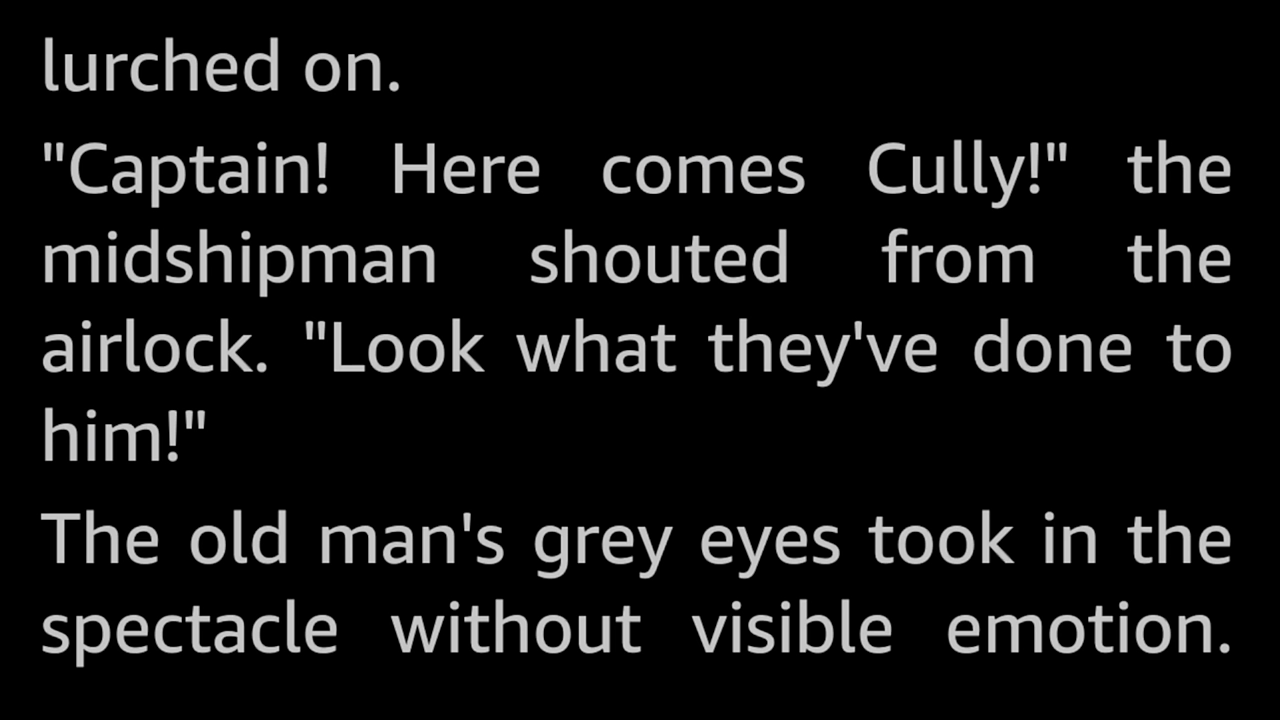 lurched on.
"Captain! Here comes Cully!" the
midshipman shouted from the
airlock. "Look what they've done to
him!"
The old man's grey eyes took in the
spectacle without visible emotion.